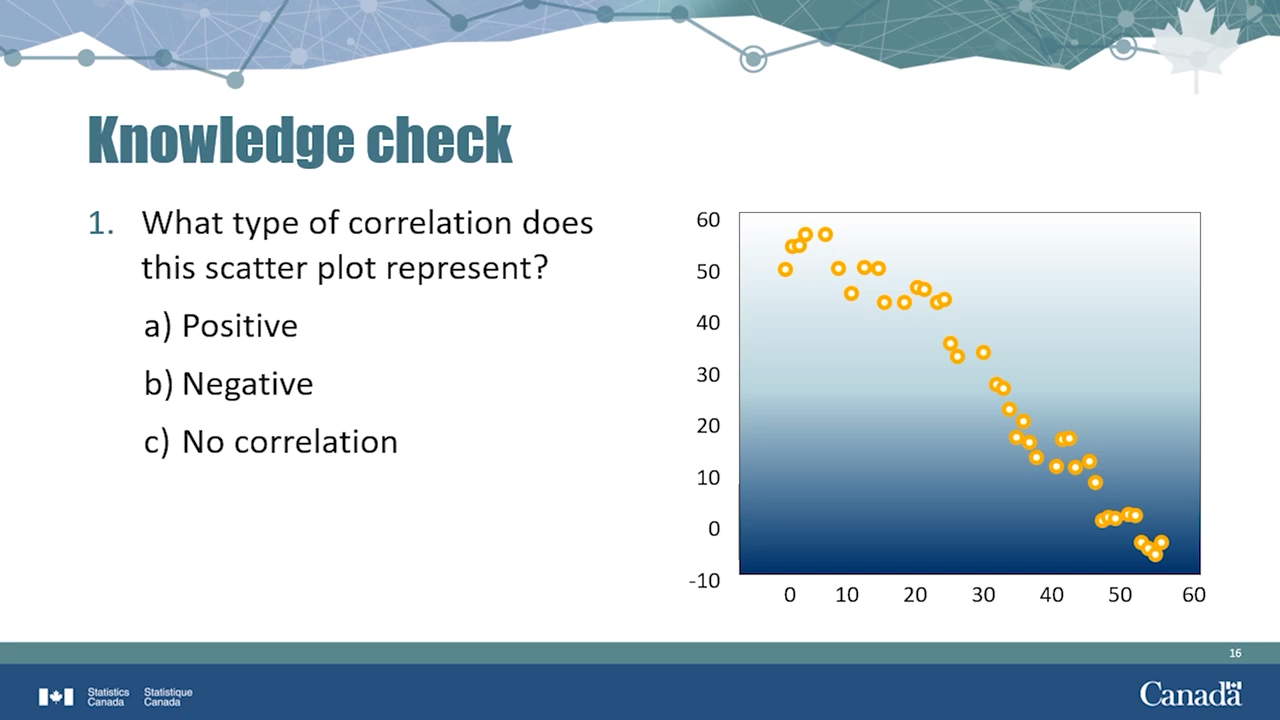 Knowledge check
1. What type of correlation does
this scatter plot represent?
a) Positive
b) Negative
c) No correlation
60
50
40
30
20
10
0
-10
0 10 20 30 40 50 60
16
Statistics Statistique
Canada Canada
Canada